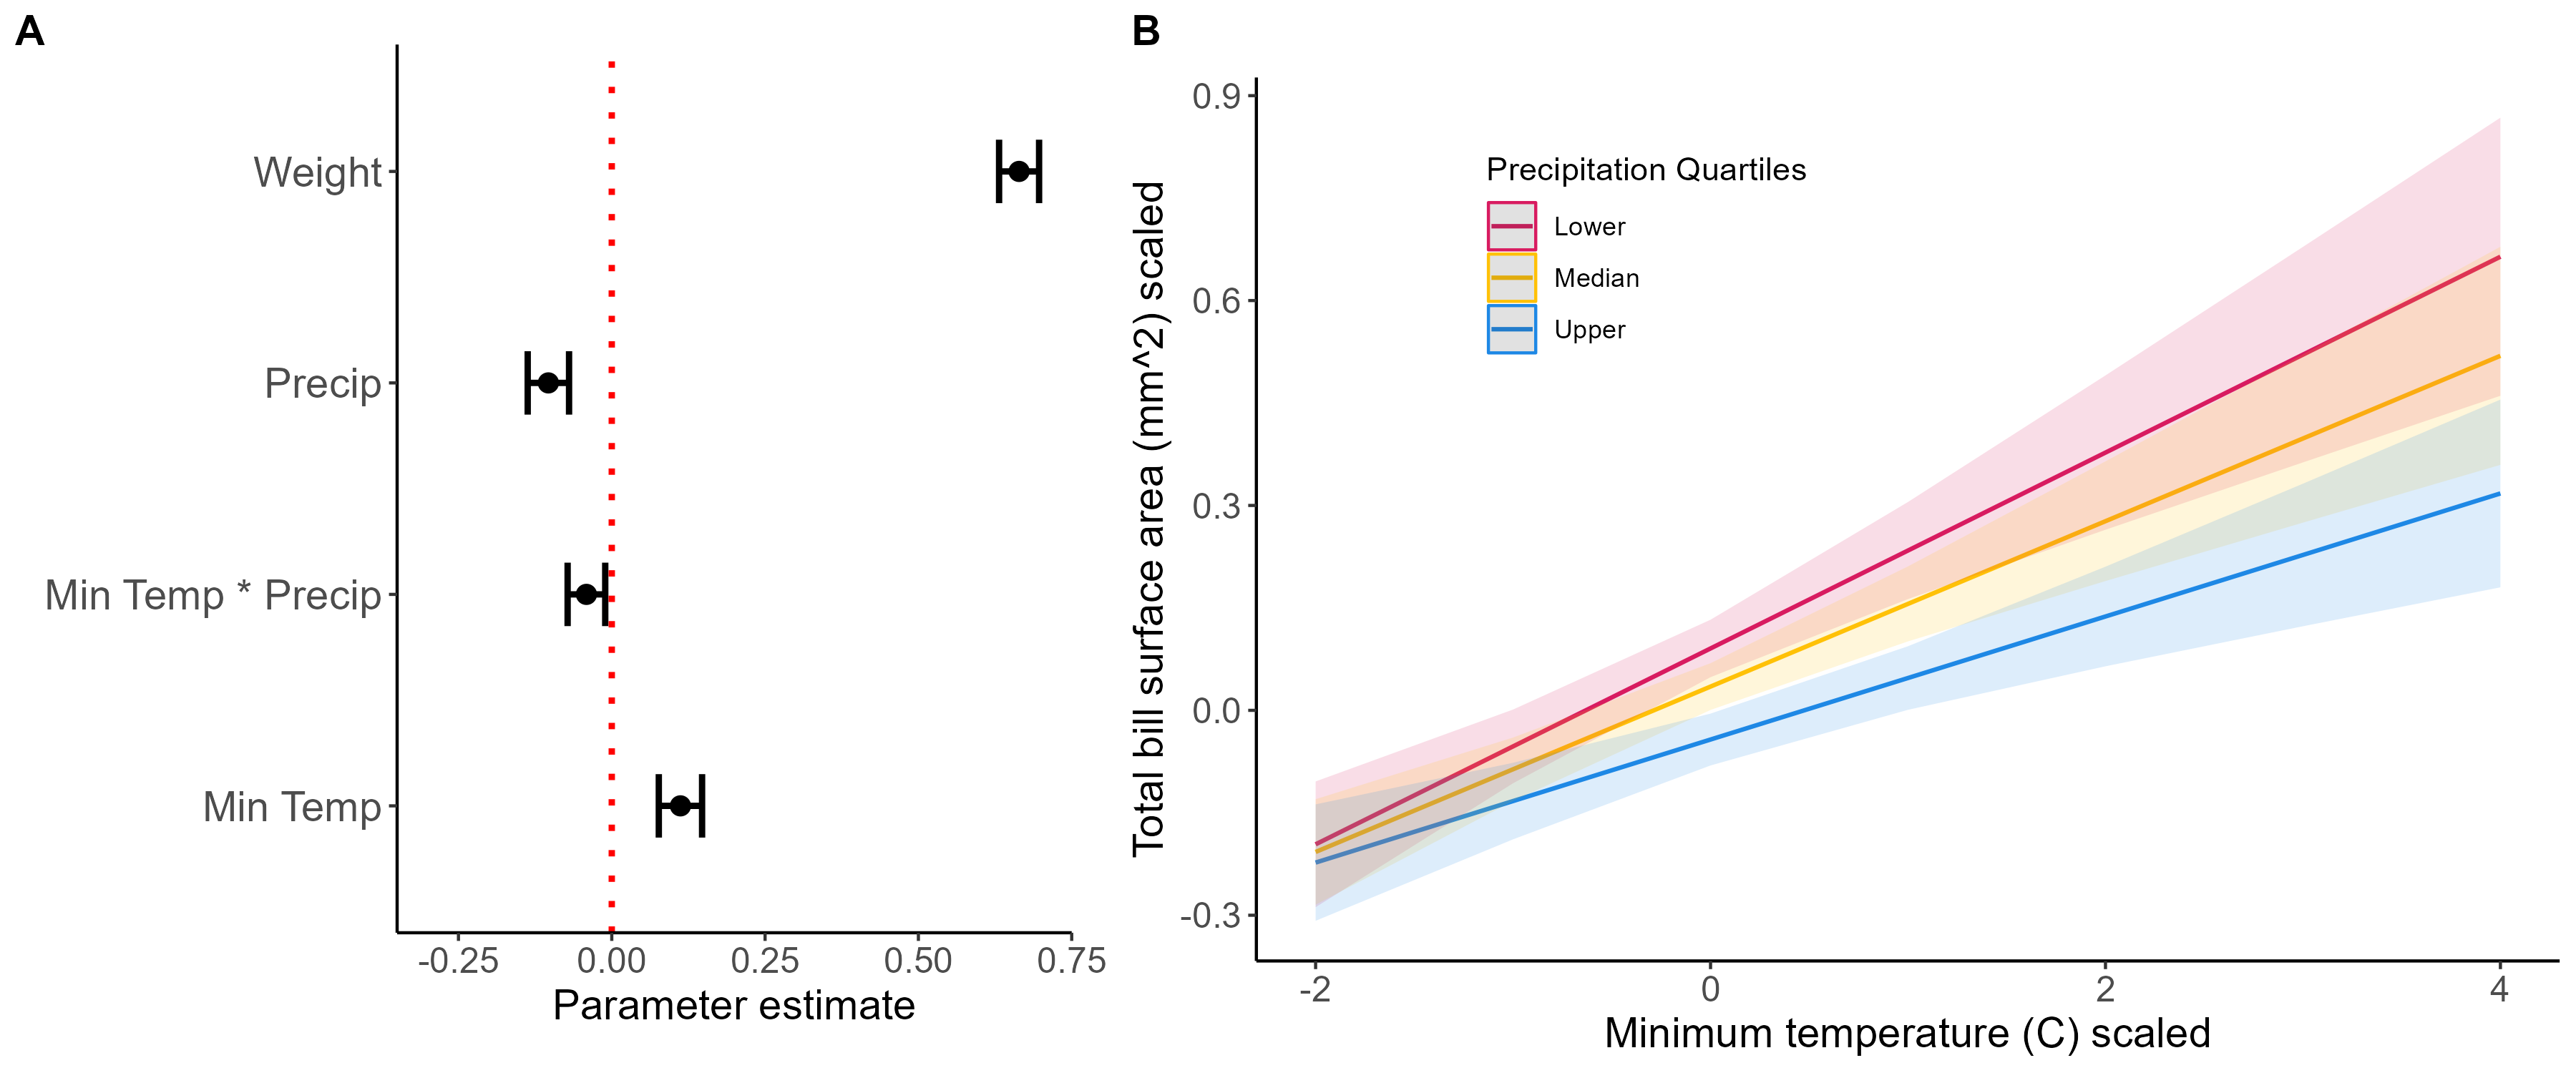 A
Weight
Precip
Min Temp * Precip
Min Temp
-0.25 0.00 0.25 0.50 0.75
Parameter estimate
B
Total bill surface area (mm^2) scaled
0.9
0.6
0.3
0.0
-0.3
Precipitation Quartiles
Lower
Median
Upper
-2 0 2 4
Minimum temperature (C) scaled